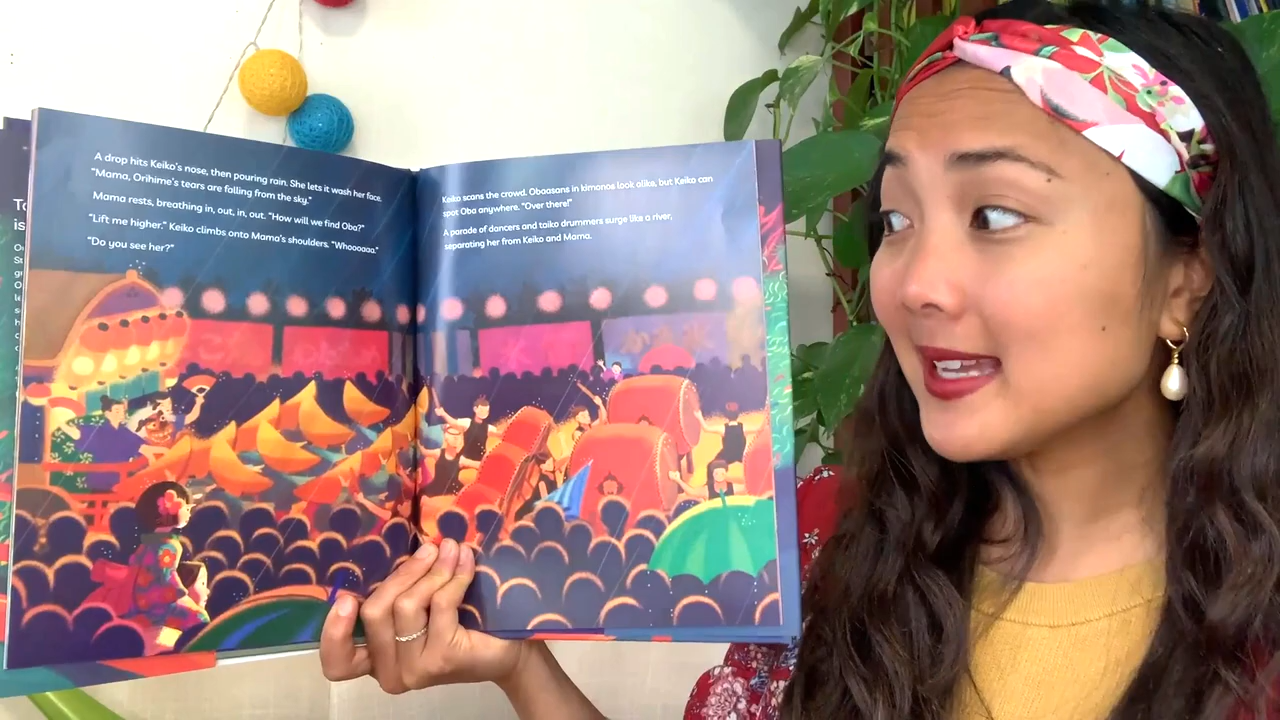 A drop hits Keiko's nose, then pouring rain. She lets it wash her face.
"Mama, Orihime's tears are falling from the sky."
Mama rests, breathing in, out, in, out. "How will we find Oba?"
"Lift me higher." Keiko climbs onto Mama's shoulders. "Whoooaaa."
"Do you see her?"
Keiko scans the crowd. Obaasans in kimonos look alike, but Keiko can
spot Oba anywhere. "Over there!"
A parade of dancers and taiko drummers surge like a river,
separating her from Keiko and Mama.